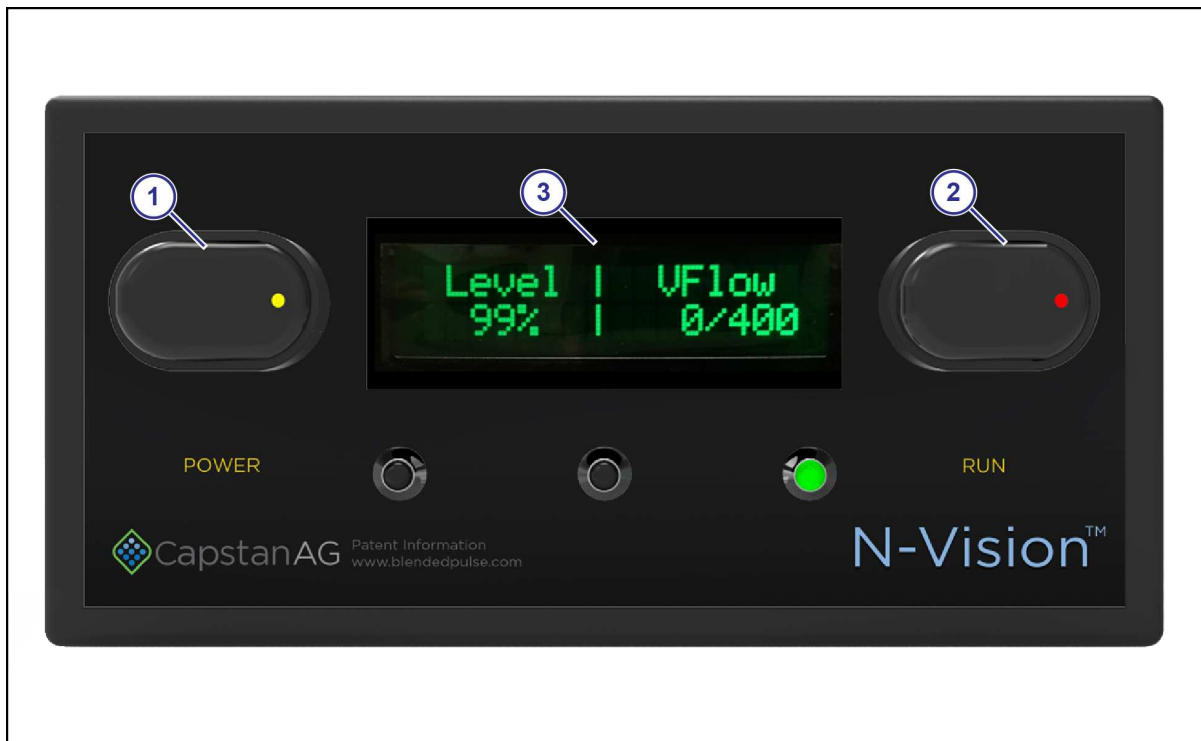 1
3
2
Level | VFlow
99% | 0/400
POWER
RUN
CapstanAG
Patent Information
www.blendedpulse.com
N-Vision™